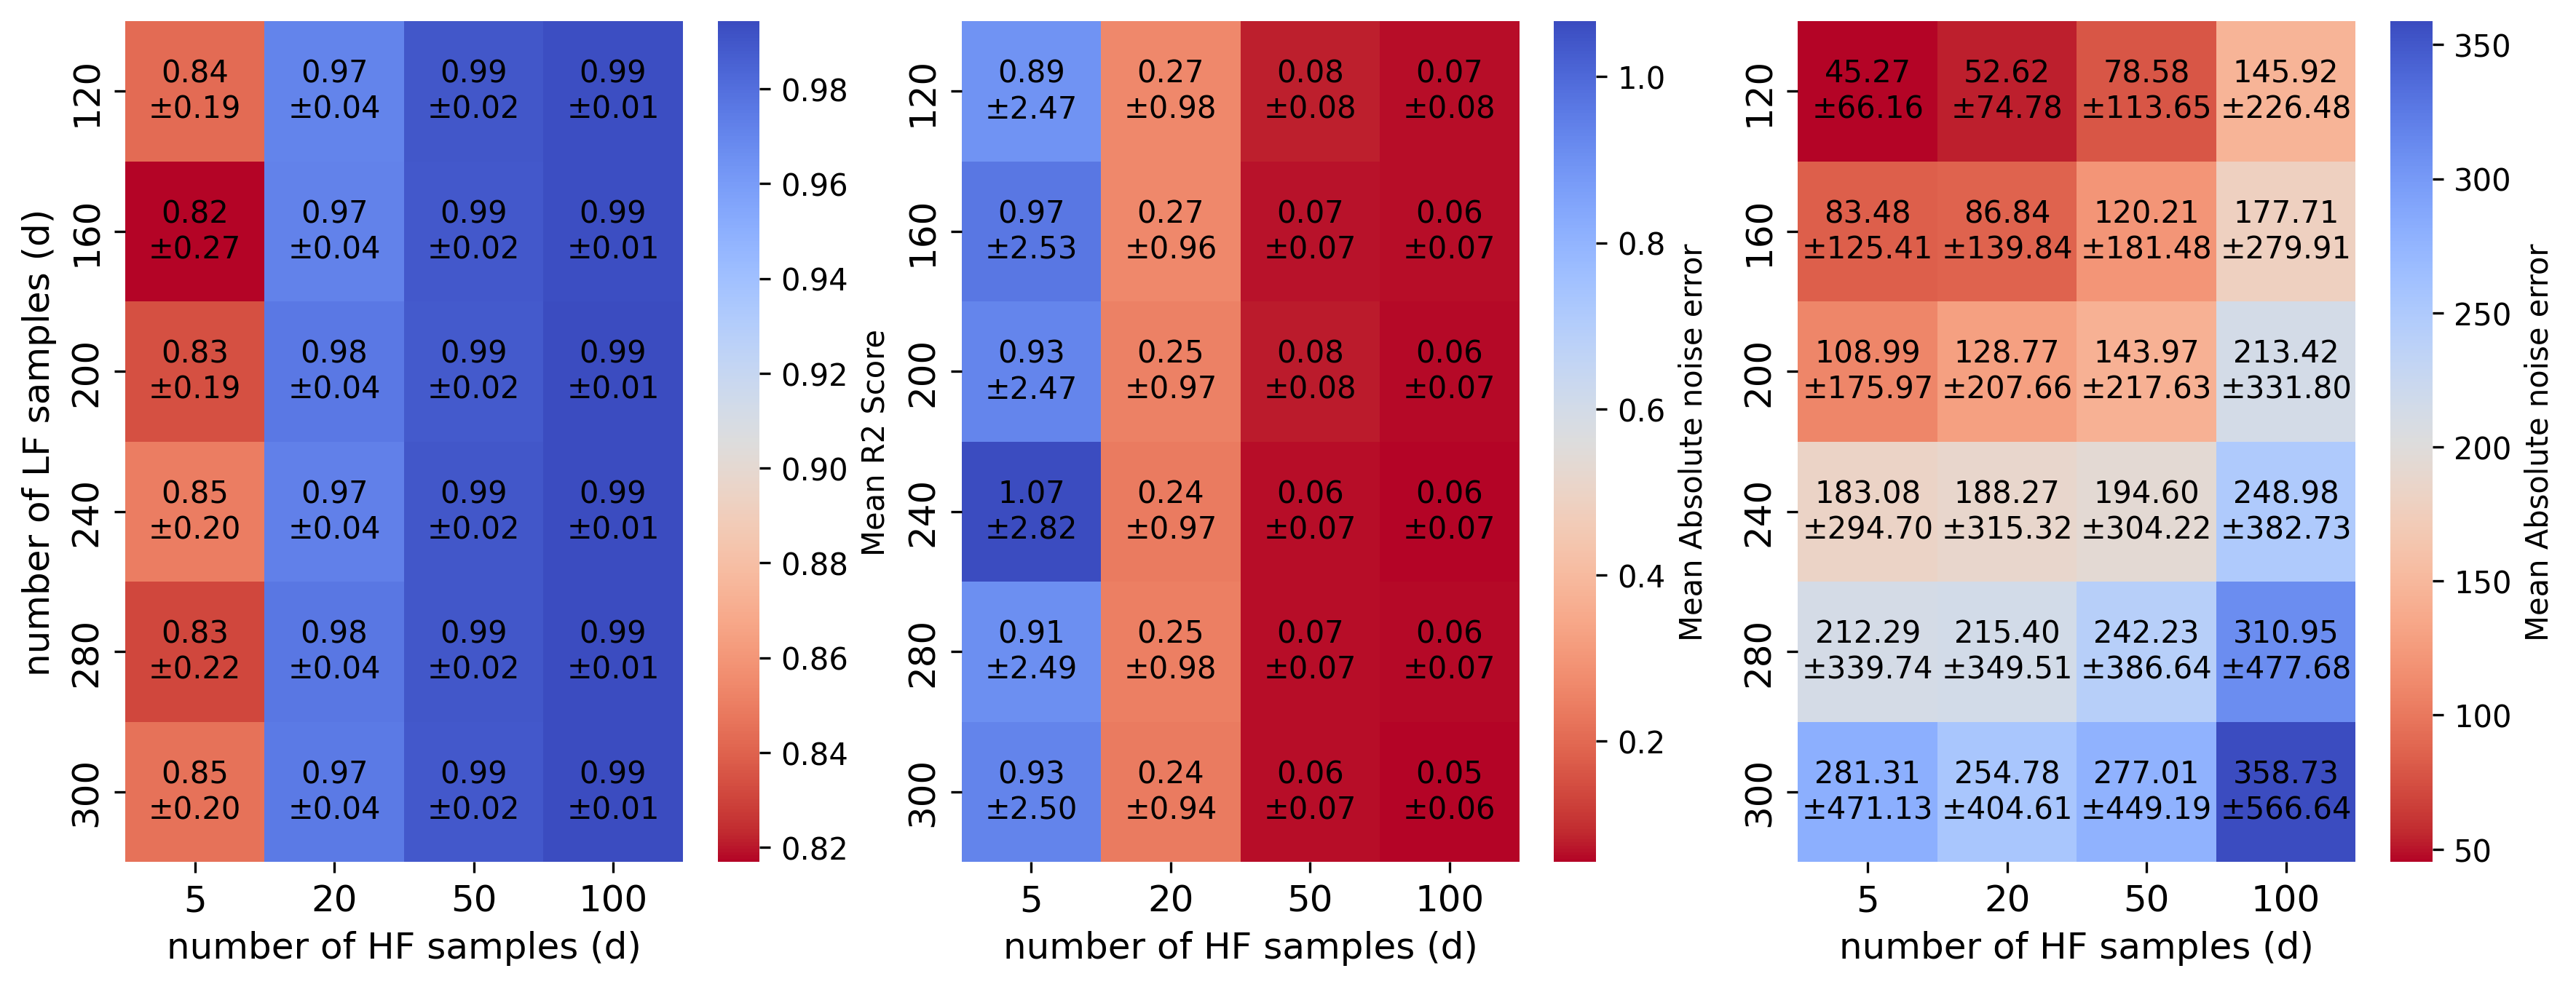 number of LF samples (d)
120
160
200
240
280
300
0.84 0.97 0.99 0.99
±0.19 ±0.04 ±0.02 ±0.01
0.82 0.97 0.99 0.99
±0.27 ±0.04 ±0.02 ±0.01
0.83 0.98 0.99 0.99
±0.19 ±0.04 ±0.02 ±0.01
0.85 0.97 0.99 0.99
±0.20 ±0.04 ±0.02 ±0.01
0.83 0.98 0.99 0.99
±0.22 ±0.04 ±0.02 ±0.01
0.85 0.97 0.99 0.99
±0.20 ±0.04 ±0.02 ±0.01
5 20 50 100
number of HF samples (d)
0.98
0.96
0.94
0.92
0.90
0.88
0.86
0.84
0.82
Mean R2 Score
120
160
200
240
280
300
0.89 0.27 0.08 0.07
±2.47 ±0.98 ±0.08 ±0.08
0.97 0.27 0.07 0.06
±2.53 ±0.96 ±0.07 ±0.07
0.93 0.25 0.08 0.06
±2.47 ±0.97 ±0.08 ±0.07
1.07 0.24 0.06 0.06
±2.82 ±0.97 ±0.07 ±0.07
0.91 0.25 0.07 0.06
±2.49 ±0.98 ±0.07 ±0.07
0.93 0.24 0.06 0.05
±2.50 ±0.94 ±0.07 ±0.06
5 20 50 100
number of HF samples (d)
1.0
0.8
0.6
0.4
0.2
Mean Absolute noise error
120
160
200
240
280
300
45.27 52.62 78.58 145.92
±66.16 ±74.78 ±113.65 ±226.48
83.48 86.84 120.21 177.71
±125.41 ±139.84 ±181.48 ±279.91
108.99 128.77 143.97 213.42
±175.97 ±207.66 ±217.63 ±331.80
183.08 188.27 194.60 248.98
±294.70 ±315.32 ±304.22 ±382.73
212.29 215.40 242.23 310.95
±339.74 ±349.51 ±386.64 ±477.68
281.31 254.78 277.01 358.73
±471.13 ±404.61 ±449.19 ±566.64
5 20 50 100
number of HF samples (d)
350
300
250
200
150
100
50
Mean Absolute noise error